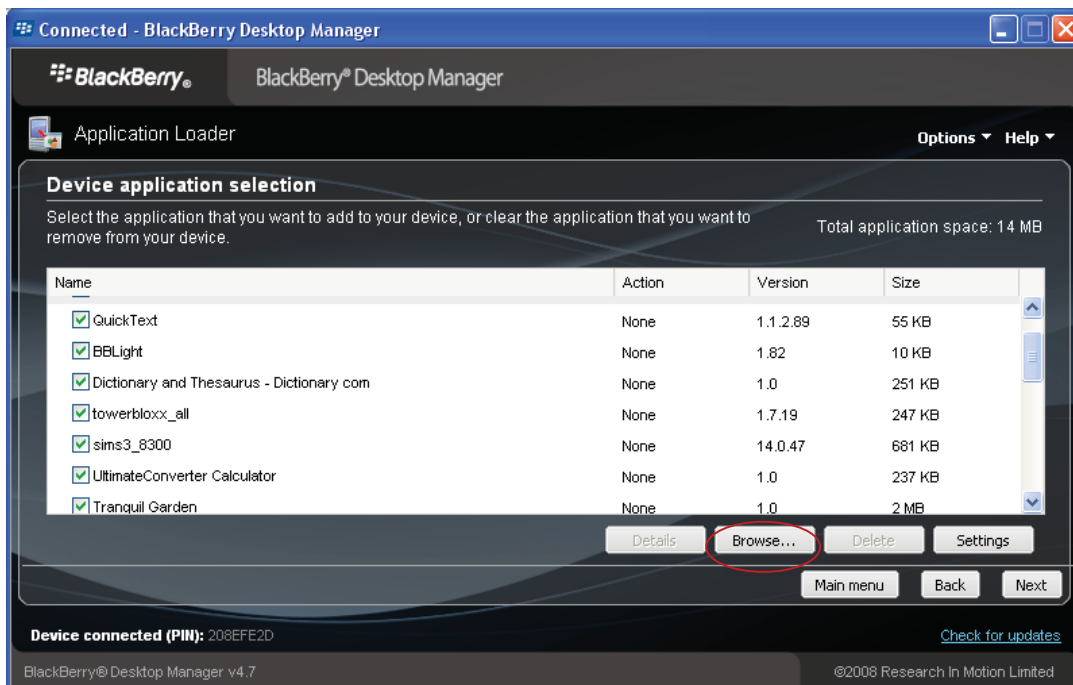 Connected - BlackBerry Desktop Manager
BlackBerry® BlackBerry® Desktop Manager
Application Loader
Options Help
Device application selection
Select the application that you want to add to your device, or clear the application that you want to
remove from your device.
Total application space: 14 MB
Name Action Version Size
QuickText None 1.1.2.89 55 KB
BBLight None 1.82 10 KB
Dictionary and Thesaurus - Dictionary com None 1.0 251 KB
towerbloxx_all None 1.7.19 247 KB
sims3_8300 None 14.0.47 681 KB
UltimateConverter Calculator None 1.0 237 KB
Tranquil Garden None 1.0 2 MB
Details Browse... Delete Settings
Main menu Back Next
Device connected (PIN): 208EFE2D
Check for updates
BlackBerry® Desktop Manager v4.7 ©2008 Research In Motion Limited